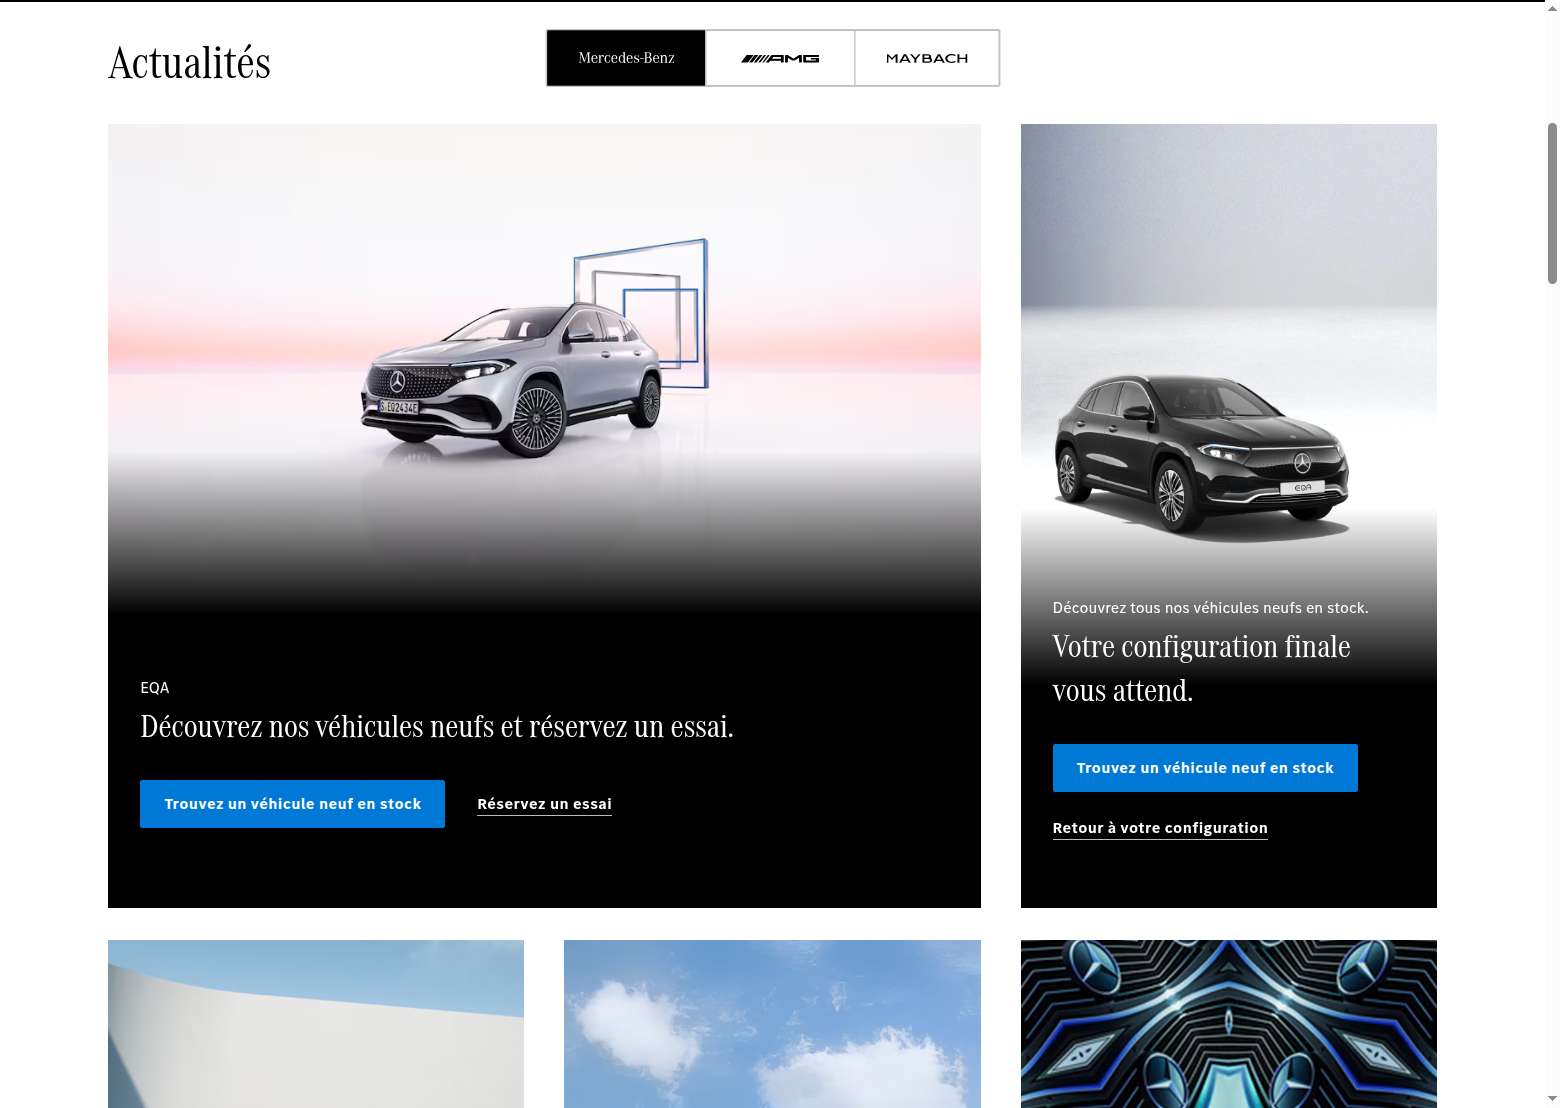 Actualités
Mercedes-Benz
AMG
MAYBACH
S EQ2434E
EQA
EQA
Découvrez nos véhicules neufs et réservez un essai.
Trouvez un véhicule neuf en stock
Réservez un essai
Découvrez tous nos véhicules neufs en stock.
Votre configuration finale
vous attend.
Trouvez un véhicule neuf en stock
Retour à votre configuration